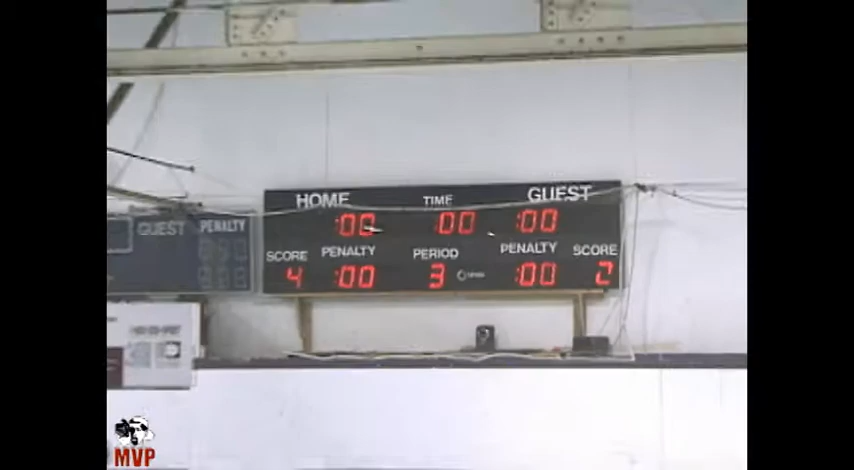 HOME TIME GUEST
:00 :00 :00
SCORE PENALTY PERIOD PENALTY SCORE
4 :00 3 :00 2
GUEST PENALTY
MVP